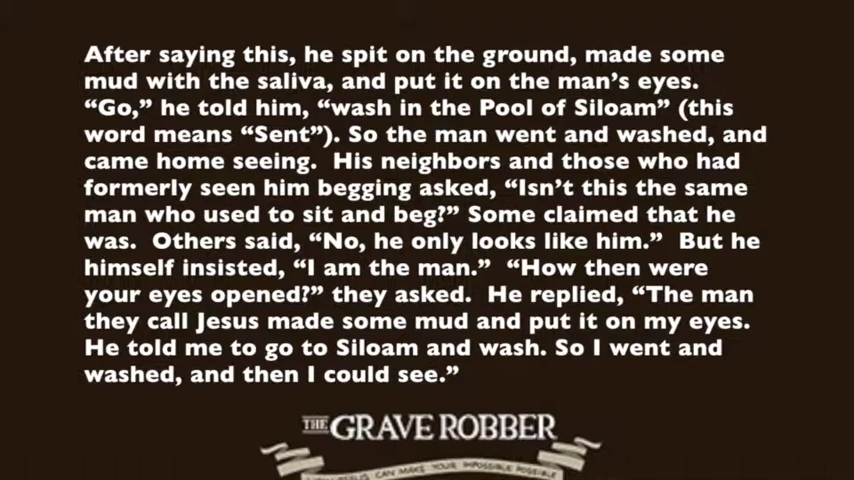 After saying this, he spit on the ground, made some
mud with the saliva, and put it on the man’s eyes.
“Go,” he told him, “wash in the Pool of Siloam” (this
word means “Sent”). So the man went and washed, and
came home seeing.  His neighbors and those who had
formerly seen him begging asked, “Isn’t this the same
man who used to sit and beg?” Some claimed that he
was.  Others said, “No, he only looks like him.”  But he
himself insisted, “I am the man.”  “How then were
your eyes opened?” they asked.  He replied, “The man
they call Jesus made some mud and put it on my eyes.
He told me to go to Siloam and wash. So I went and
washed, and then I could see.”
THE GRAVE ROBBER
CAN MAKE YOUR IMPOSSIBLE POSSIBLE